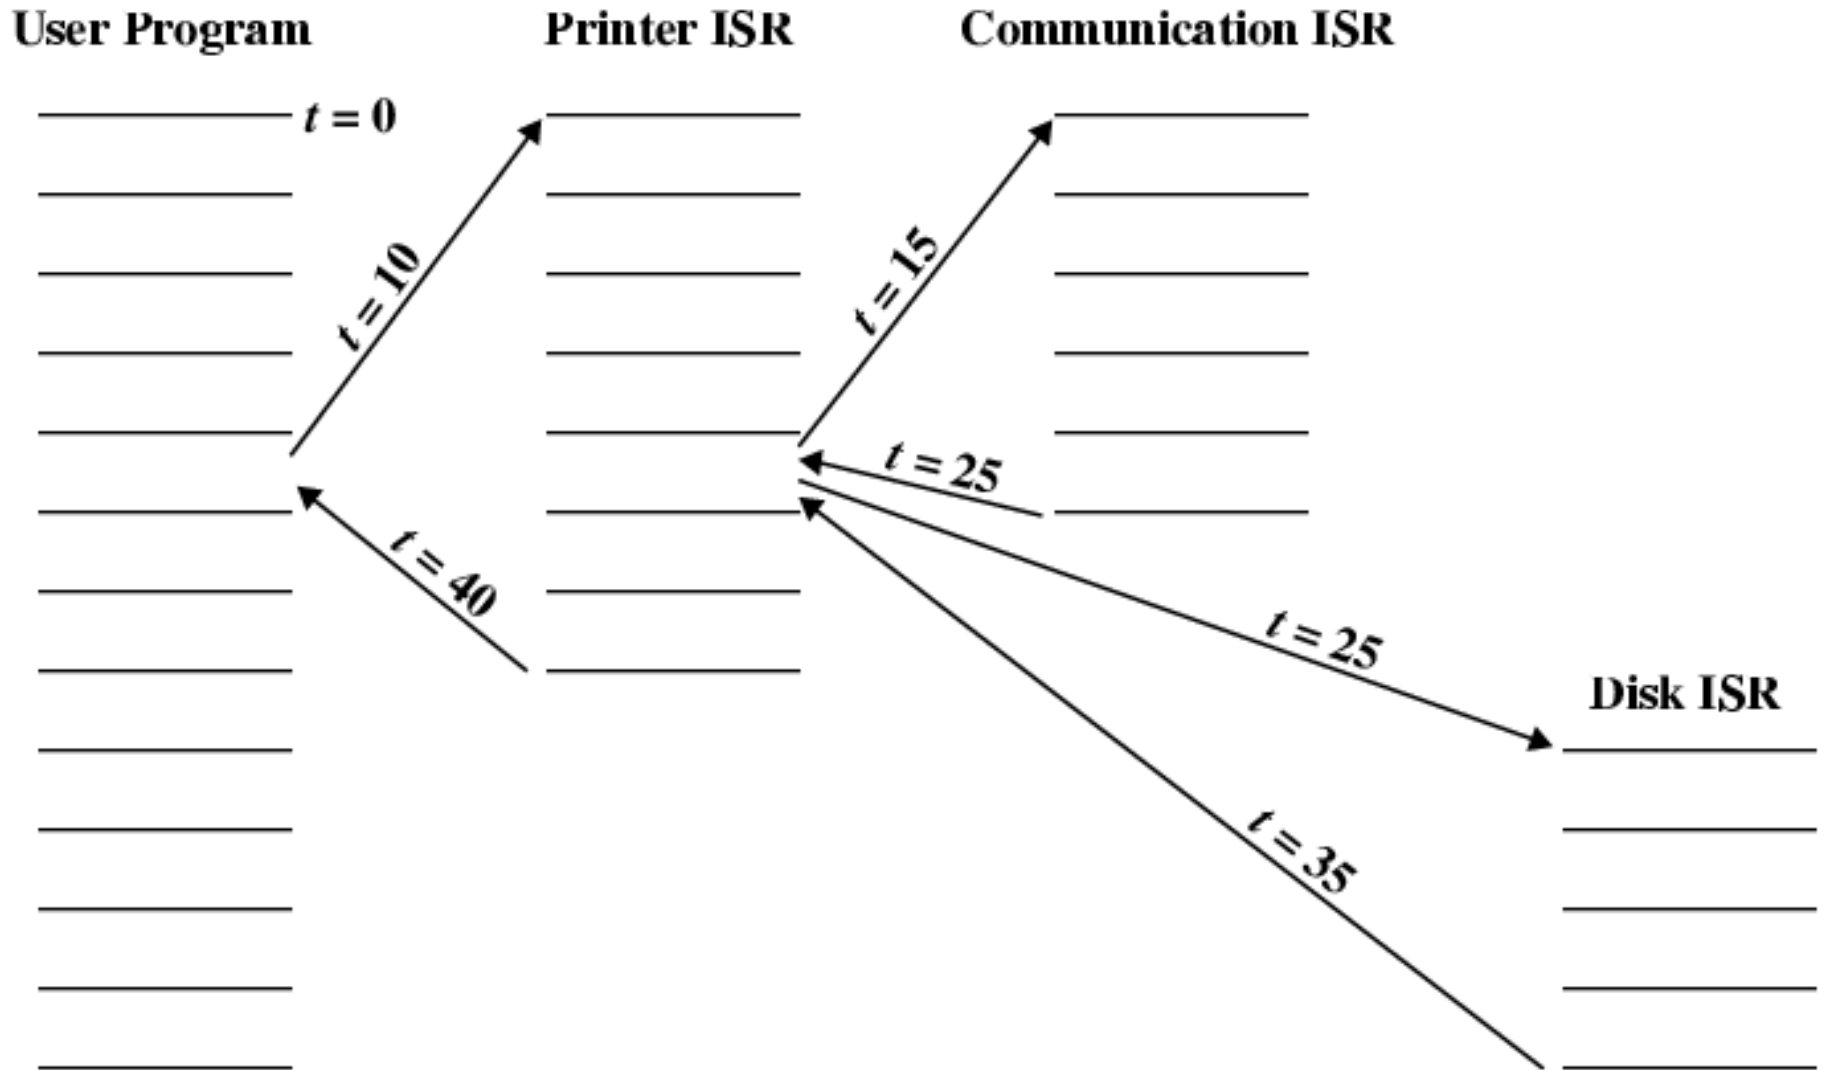 User Program
Printer ISR
Communication ISR
t = 0
t = 10
t = 15
t = 25
t = 40
t = 25
Disk ISR
t = 35